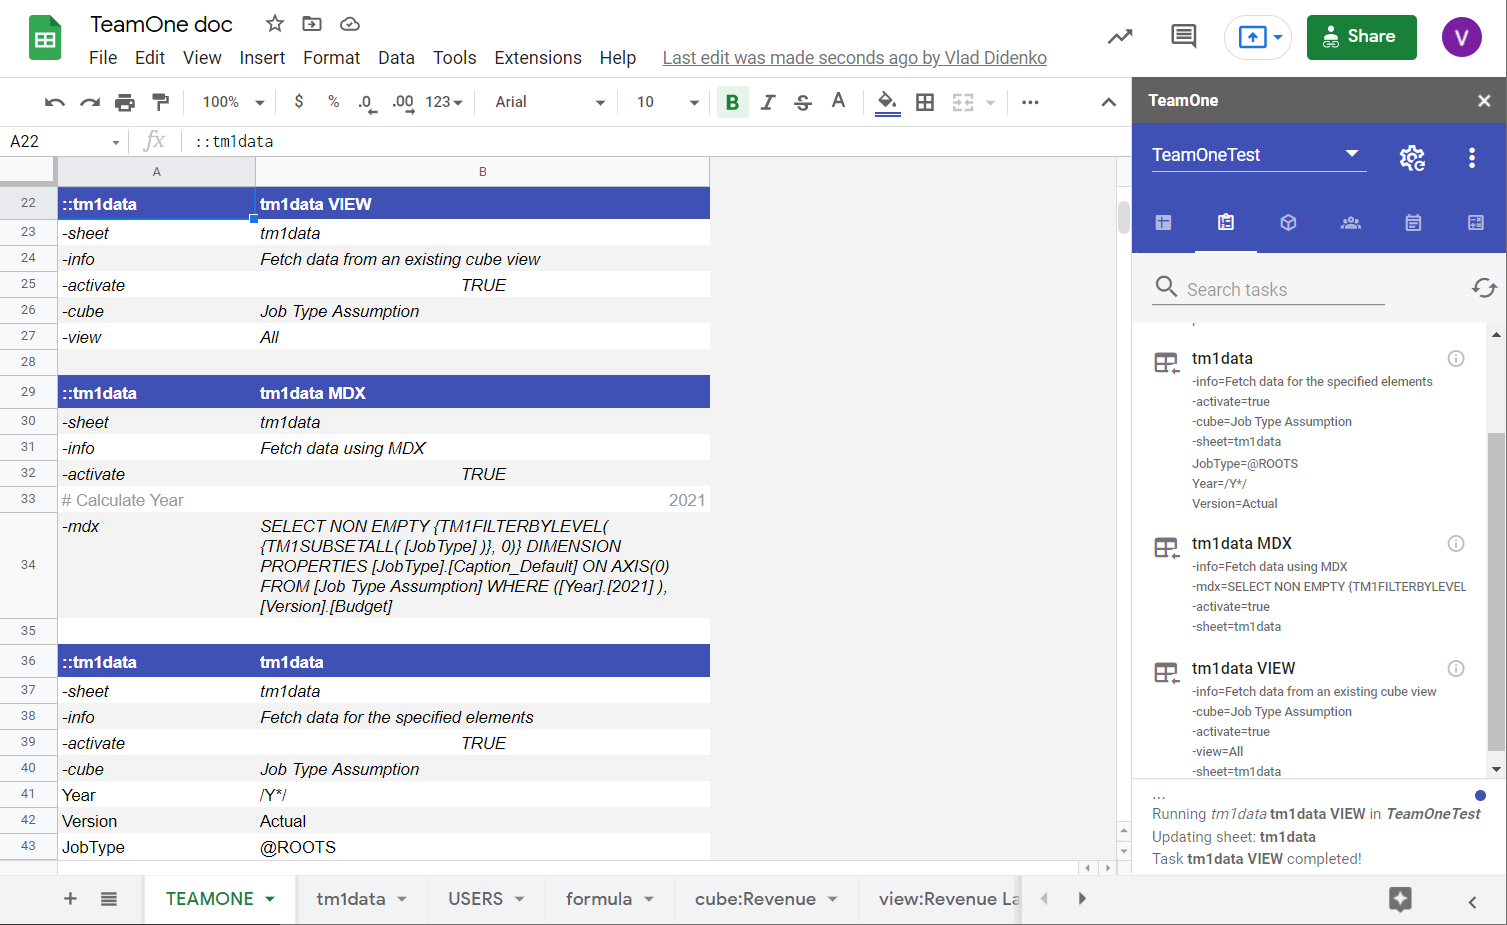 TeamOne doc
File Edit View Insert Format Data Tools Extensions Help Last edit was made seconds ago by Vlad Didenko
Share
V
100% $ % .0 .00 123 Arial 10 B I S A
A22 fx ::tm1data
A B
22 ::tm1data tm1data VIEW
23 -sheet tm1data
24 -info Fetch data from an existing cube view
25 -activate TRUE
26 -cube Job Type Assumption
27 -view All
28
29 ::tm1data tm1data MDX
30 -sheet tm1data
31 -info Fetch data using MDX
32 -activate TRUE
33 # Calculate Year 2021
34 -mdx SELECT NON EMPTY {TM1FILTERBYLEVEL(
{TM1SUBSETALL( [JobType] )}, 0)} DIMENSION
PROPERTIES [JobType].[Caption_Default] ON AXIS(0)
FROM [Job Type Assumption] WHERE ([Year].[2021] ),
[Version].[Budget]
35
36 ::tm1data tm1data
37 -sheet tm1data
38 -info Fetch data for the specified elements
39 -activate TRUE
40 -cube Job Type Assumption
41 Year /Y*/
42 Version Actual
43 JobType @ROOTS
TEAMONE tm1data USERS formula cube:Revenue view:Revenue La
TeamOne
TeamOneTest
Search tasks
tm1data
-info=Fetch data for the specified elements
-activate=true
-cube=Job Type Assumption
-sheet=tm1data
JobType=@ROOTS
Year=/Y*/
Version=Actual
tm1data MDX
-info=Fetch data using MDX
-mdx=SELECT NON EMPTY {TM1FILTERBYLEVEL
-activate=true
-sheet=tm1data
tm1data VIEW
-info=Fetch data from an existing cube view
-cube=Job Type Assumption
-activate=true
-view=All
-sheet=tm1data
...
Running tm1data tm1data VIEW in TeamOneTest
Updating sheet: tm1data
Task tm1data VIEW completed!